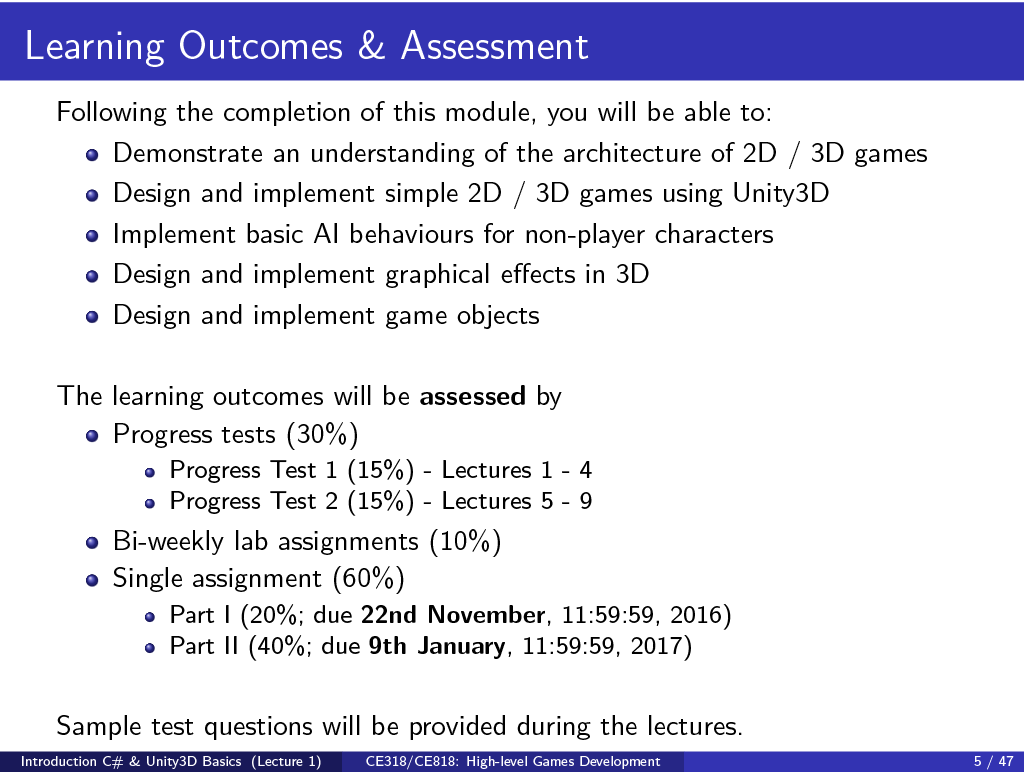 Learning Outcomes & Assessment
Following the completion of this module, you will be able to:
Demonstrate an understanding of the architecture of 2D / 3D games
Design and implement simple 2D / 3D games using Unity3D
Implement basic AI behaviours for non-player characters
Design and implement graphical effects in 3D
Design and implement game objects
The learning outcomes will be assessed by
Progress tests (30%)
Progress Test 1 (15%) - Lectures 1 - 4
Progress Test 2 (15%) - Lectures 5 - 9
Bi-weekly lab assignments (10%)
Single assignment (60%)
Part I (20%; due 22nd November, 11:59:59, 2016)
Part II (40%; due 9th January, 11:59:59, 2017)
Sample test questions will be provided during the lectures.
Introduction C# & Unity3D Basics (Lecture 1) CE318/CE818: High-level Games Development 5 / 47